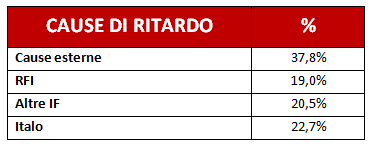 CAUSE DI RITARDO %
Cause esterne 37,8%
RFI 19,0%
Altre IF 20,5%
Italo 22,7%